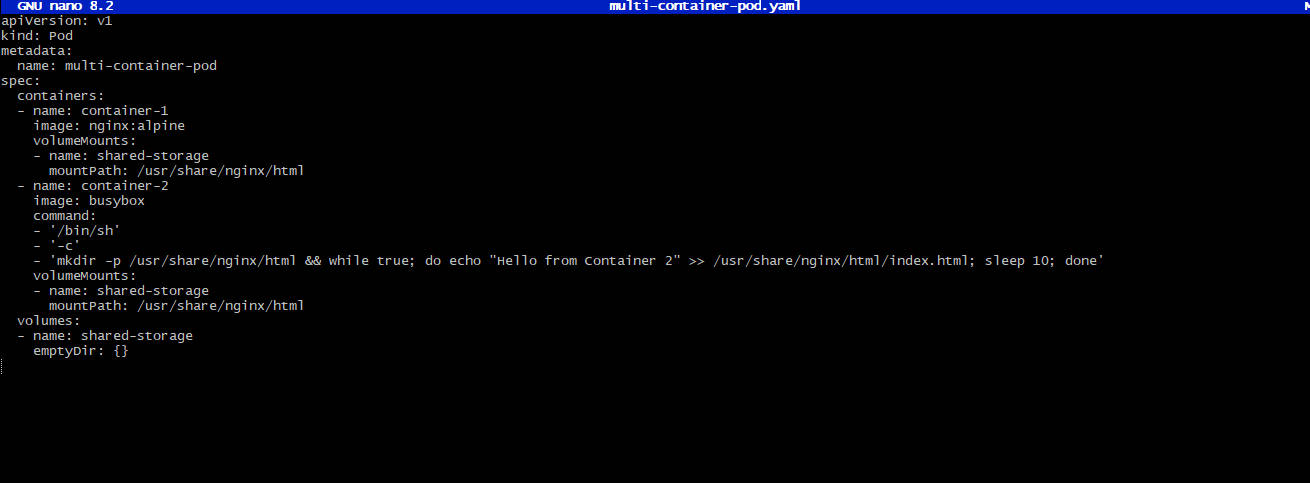 GNU nano 8.2 multi-container-pod.yaml M
apiVersion: v1
kind: Pod
metadata:
  name: multi-container-pod
spec:
  containers:
  - name: container-1
    image: nginx:alpine
    volumeMounts:
    - name: shared-storage
      mountPath: /usr/share/nginx/html
  - name: container-2
    image: busybox
    command:
    - '/bin/sh'
    - '-c'
    - 'mkdir -p /usr/share/nginx/html && while true; do echo "Hello from Container 2" >> /usr/share/nginx/html/index.html; sleep 10; done'
    volumeMounts:
    - name: shared-storage
      mountPath: /usr/share/nginx/html
  volumes:
  - name: shared-storage
    emptyDir: {}